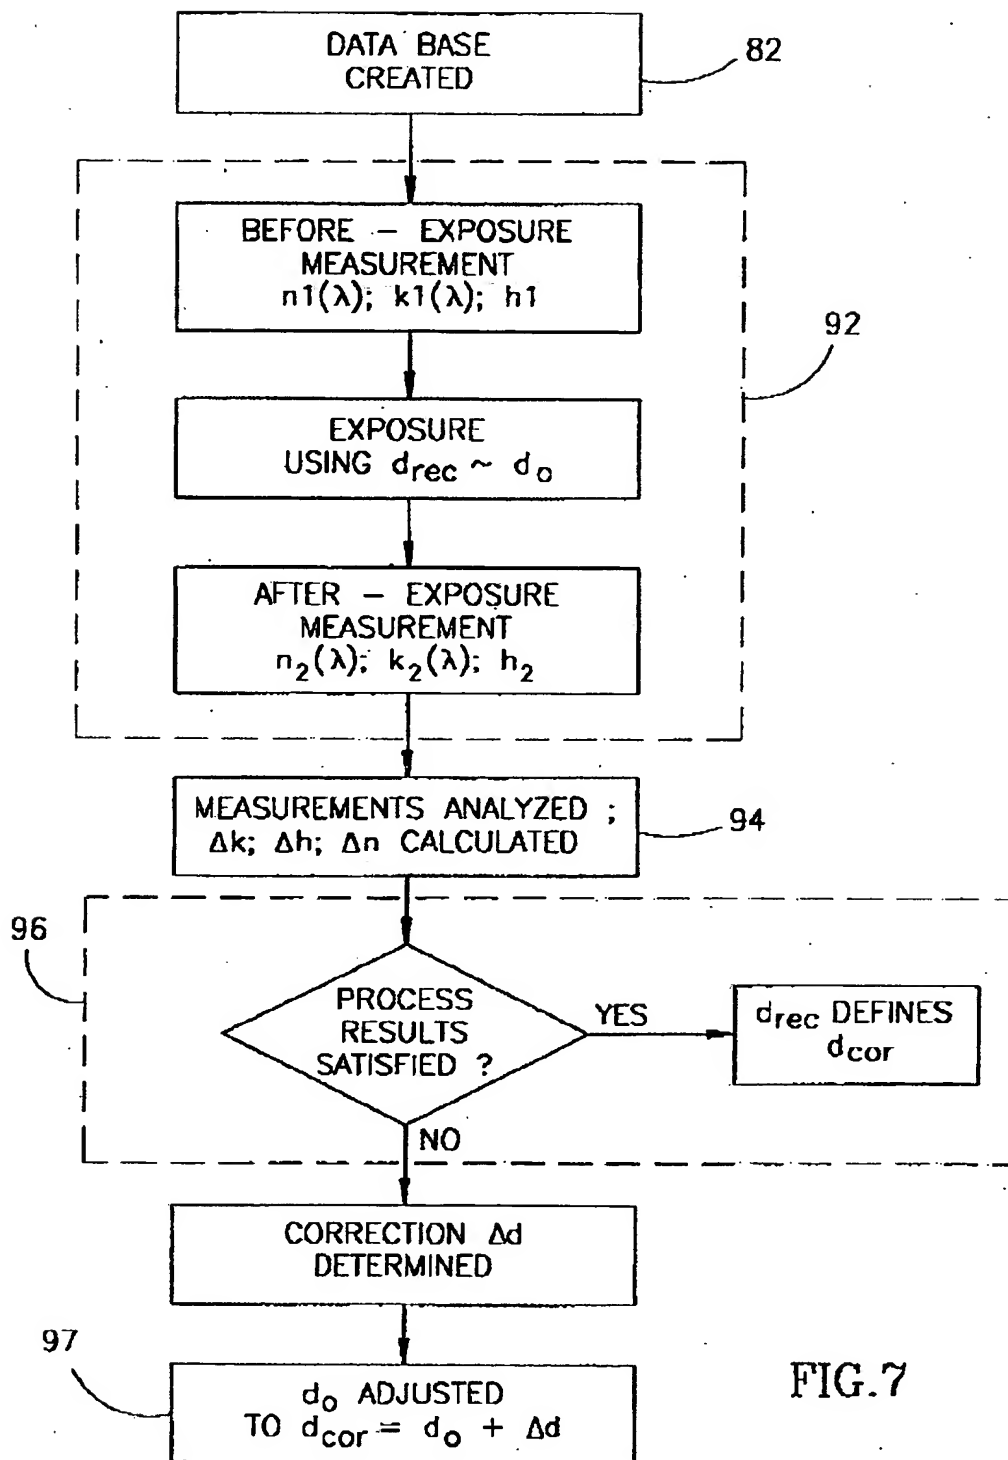 DATA BASE
CREATED
82
BEFORE – EXPOSURE
MEASUREMENT
n1(λ); k1(λ); h1
92
EXPOSURE
USING d_rec ~ d_o
AFTER – EXPOSURE
MEASUREMENT
n₂(λ); k₂(λ); h₂
MEASUREMENTS ANALYZED ;
Δk; Δh; Δn CALCULATED
94
96
PROCESS
RESULTS
SATISFIED ?
YES
d_rec DEFINES
d_cor
NO
CORRECTION Δd
DETERMINED
97
d_o ADJUSTED
TO d_cor = d_o + Δd
FIG.7